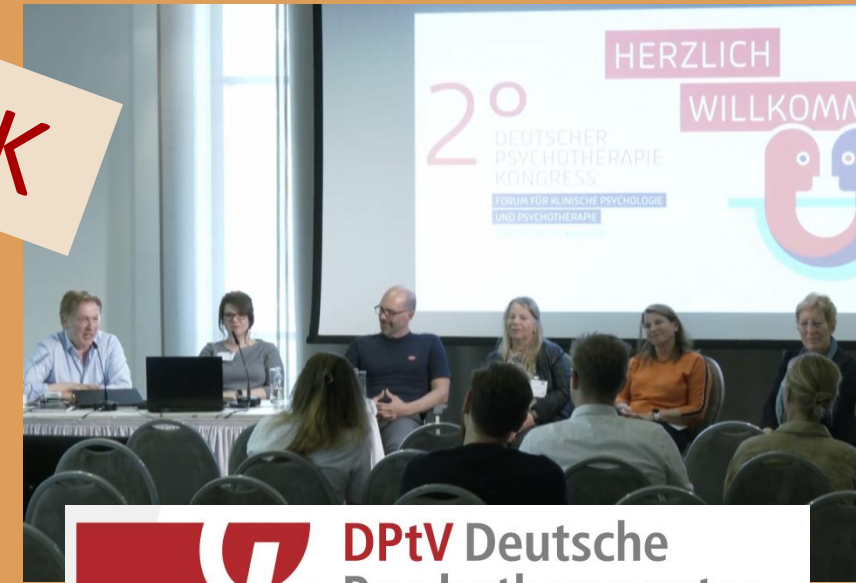 K
HERZLICH
WILLKOMM
2°
DEUTSCHER
PSYCHOTHERAPIE
KONGRESS
FORUM FÜR KLINISCHE PSYCHOLOGIE
UND PSYCHOTHERAPIE
DPtV Deutsche